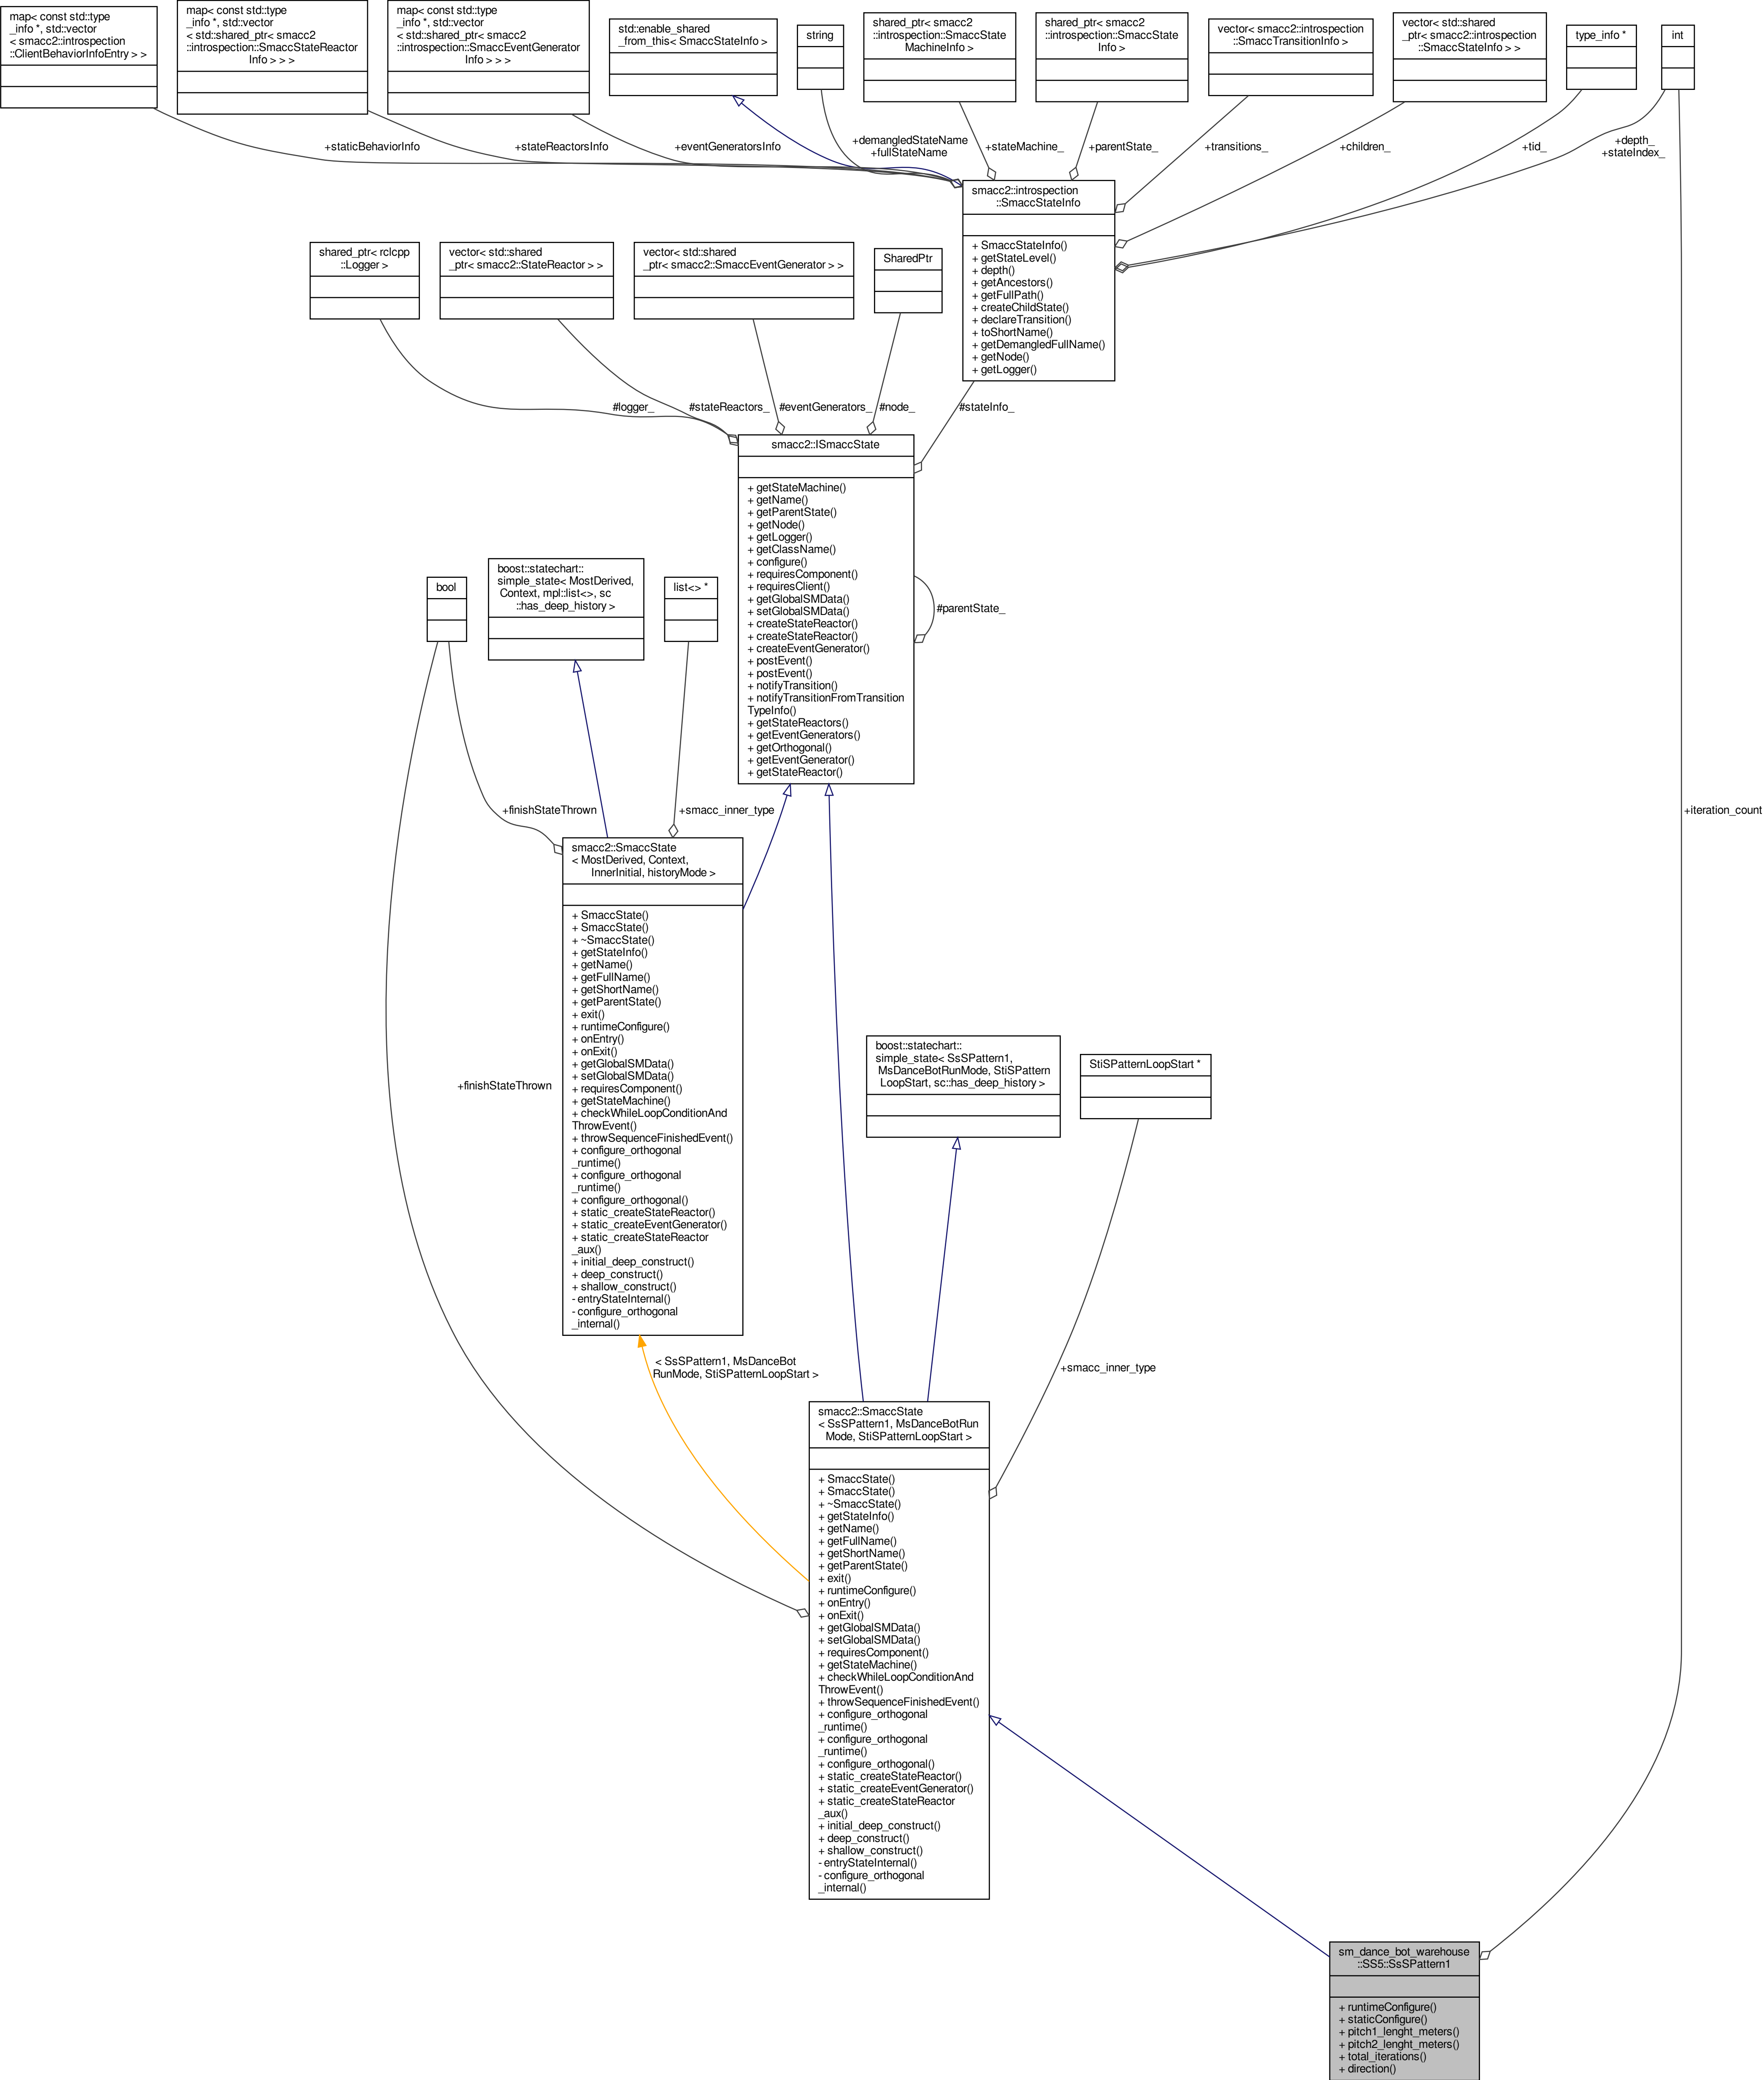 map< const std::type
_info *, std::vector
< smacc2::introspection
::ClientBehaviorInfoEntry > >
map< const std::type
_info *, std::vector
< std::shared_ptr< smacc2
::introspection::SmaccStateReactor
Info > > >
map< const std::type
_info *, std::vector
< std::shared_ptr< smacc2
::introspection::SmaccEventGenerator
Info > > >
std::enable_shared
_from_this< SmaccStateInfo >
string
shared_ptr< smacc2
::introspection::SmaccState
MachineInfo >
shared_ptr< smacc2
::introspection::SmaccState
Info >
vector< smacc2::introspection
::SmaccTransitionInfo >
vector< std::shared
_ptr< smacc2::introspection
::SmaccStateInfo > >
type_info *
int
+staticBehaviorInfo
+stateReactorsInfo
+eventGeneratorsInfo
+demangledStateName
+fullStateName
+stateMachine_
+parentState_
+transitions_
+children_
+tid_
+depth_
+stateIndex_
smacc2::introspection
::SmaccStateInfo
+ SmaccStateInfo()
+ getStateLevel()
+ depth()
+ getAncestors()
+ getFullPath()
+ createChildState()
+ declareTransition()
+ toShortName()
+ getDemangledFullName()
+ getNode()
+ getLogger()
shared_ptr< rclcpp
::Logger >
vector< std::shared
_ptr< smacc2::StateReactor > >
vector< std::shared
_ptr< smacc2::SmaccEventGenerator > >
SharedPtr
#logger_
#stateReactors_
#eventGenerators_
#node_
#stateInfo_
smacc2::ISmaccState
+ getStateMachine()
+ getName()
+ getParentState()
+ getNode()
+ getLogger()
+ getClassName()
+ configure()
+ requiresComponent()
+ requiresClient()
+ getGlobalSMData()
+ setGlobalSMData()
+ createStateReactor()
+ createStateReactor()
+ createEventGenerator()
+ postEvent()
+ postEvent()
+ notifyTransition()
+ notifyTransitionFromTransition
TypeInfo()
+ getStateReactors()
+ getEventGenerators()
+ getOrthogonal()
+ getEventGenerator()
+ getStateReactor()
#parentState_
bool
boost::statechart::
simple_state< MostDerived,
Context, mpl::list<>, sc
::has_deep_history >
list<> *
+finishStateThrown
+smacc_inner_type
+iteration_count
smacc2::SmaccState
< MostDerived, Context,
InnerInitial, historyMode >
+ SmaccState()
+ SmaccState()
+ ~SmaccState()
+ getStateInfo()
+ getName()
+ getFullName()
+ getShortName()
+ getParentState()
+ exit()
+ runtimeConfigure()
+ onEntry()
+ onExit()
+ getGlobalSMData()
+ setGlobalSMData()
+ requiresComponent()
+ getStateMachine()
+ checkWhileLoopConditionAnd
ThrowEvent()
+ throwSequenceFinishedEvent()
+ configure_orthogonal
_runtime()
+ configure_orthogonal
_runtime()
+ configure_orthogonal()
+ static_createStateReactor()
+ static_createEventGenerator()
+ static_createStateReactor
_aux()
+ initial_deep_construct()
+ deep_construct()
+ shallow_construct()
- entryStateInternal()
- configure_orthogonal
_internal()
+finishStateThrown
boost::statechart::
simple_state< SsSPattern1,
MsDanceBotRunMode, StiSPattern
LoopStart, sc::has_deep_history >
StiSPatternLoopStart *
< SsSPattern1, MsDanceBot
RunMode, StiSPatternLoopStart >
+smacc_inner_type
smacc2::SmaccState
< SsSPattern1, MsDanceBotRun
Mode, StiSPatternLoopStart >
+ SmaccState()
+ SmaccState()
+ ~SmaccState()
+ getStateInfo()
+ getName()
+ getFullName()
+ getShortName()
+ getParentState()
+ exit()
+ runtimeConfigure()
+ onEntry()
+ onExit()
+ getGlobalSMData()
+ setGlobalSMData()
+ requiresComponent()
+ getStateMachine()
+ checkWhileLoopConditionAnd
ThrowEvent()
+ throwSequenceFinishedEvent()
+ configure_orthogonal
_runtime()
+ configure_orthogonal
_runtime()
+ configure_orthogonal()
+ static_createStateReactor()
+ static_createEventGenerator()
+ static_createStateReactor
_aux()
+ initial_deep_construct()
+ deep_construct()
+ shallow_construct()
- entryStateInternal()
- configure_orthogonal
_internal()
sm_dance_bot_warehouse
::SS5::SsSPattern1
+ runtimeConfigure()
+ staticConfigure()
+ pitch1_lenght_meters()
+ pitch2_lenght_meters()
+ total_iterations()
+ direction()